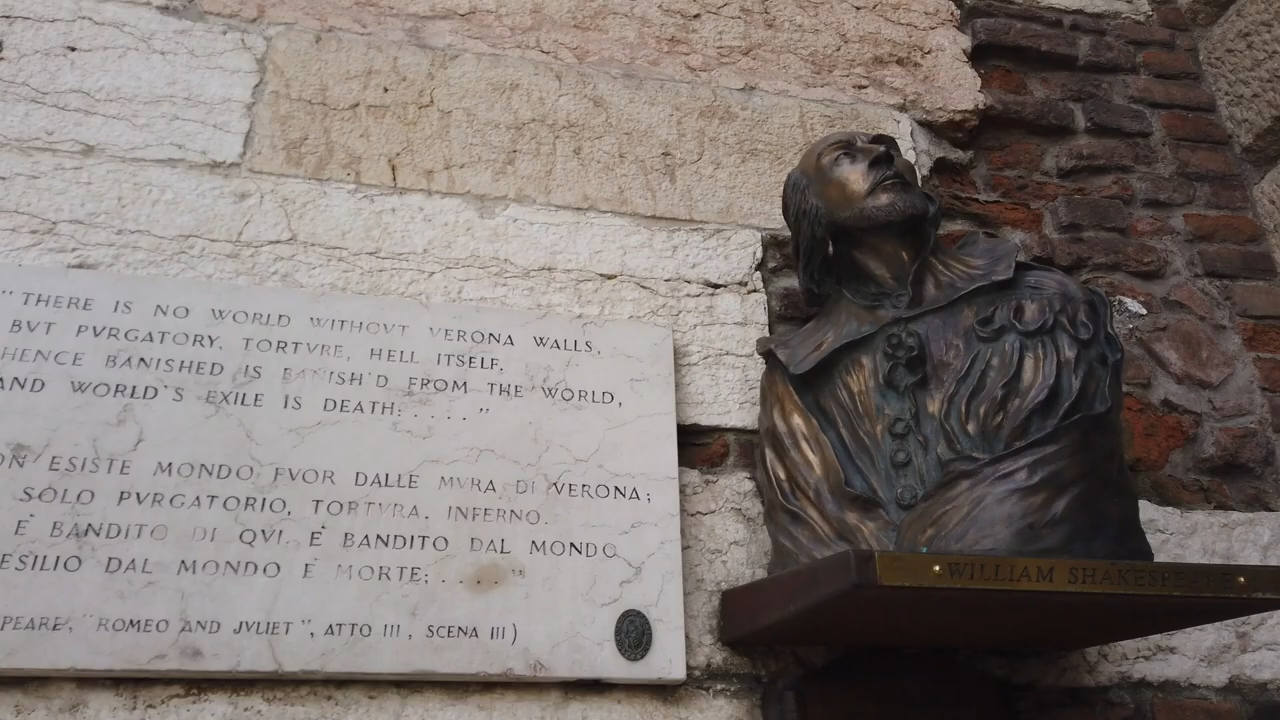 "THERE IS NO WORLD WITHOVT VERONA WALLS,
BVT PVRGATORY, TORTVRE, HELL ITSELF.
HENCE BANISHED IS BANISH'D FROM THE WORLD,
AND WORLD'S EXILE IS DEATH: . . . ."
ON ESISTE MONDO FVOR DALLE MVRA DI VERONA;
SOLO PVRGATORIO, TORTVRA, INFERNO.
È BANDITO DI QVI, È BANDITO DAL MONDO
ESILIO DAL MONDO È MORTE; . . . ."
PEARE, "ROMEO AND JVLIET", ATTO III, SCENA III)
WILLIAM SHAKESPEARE